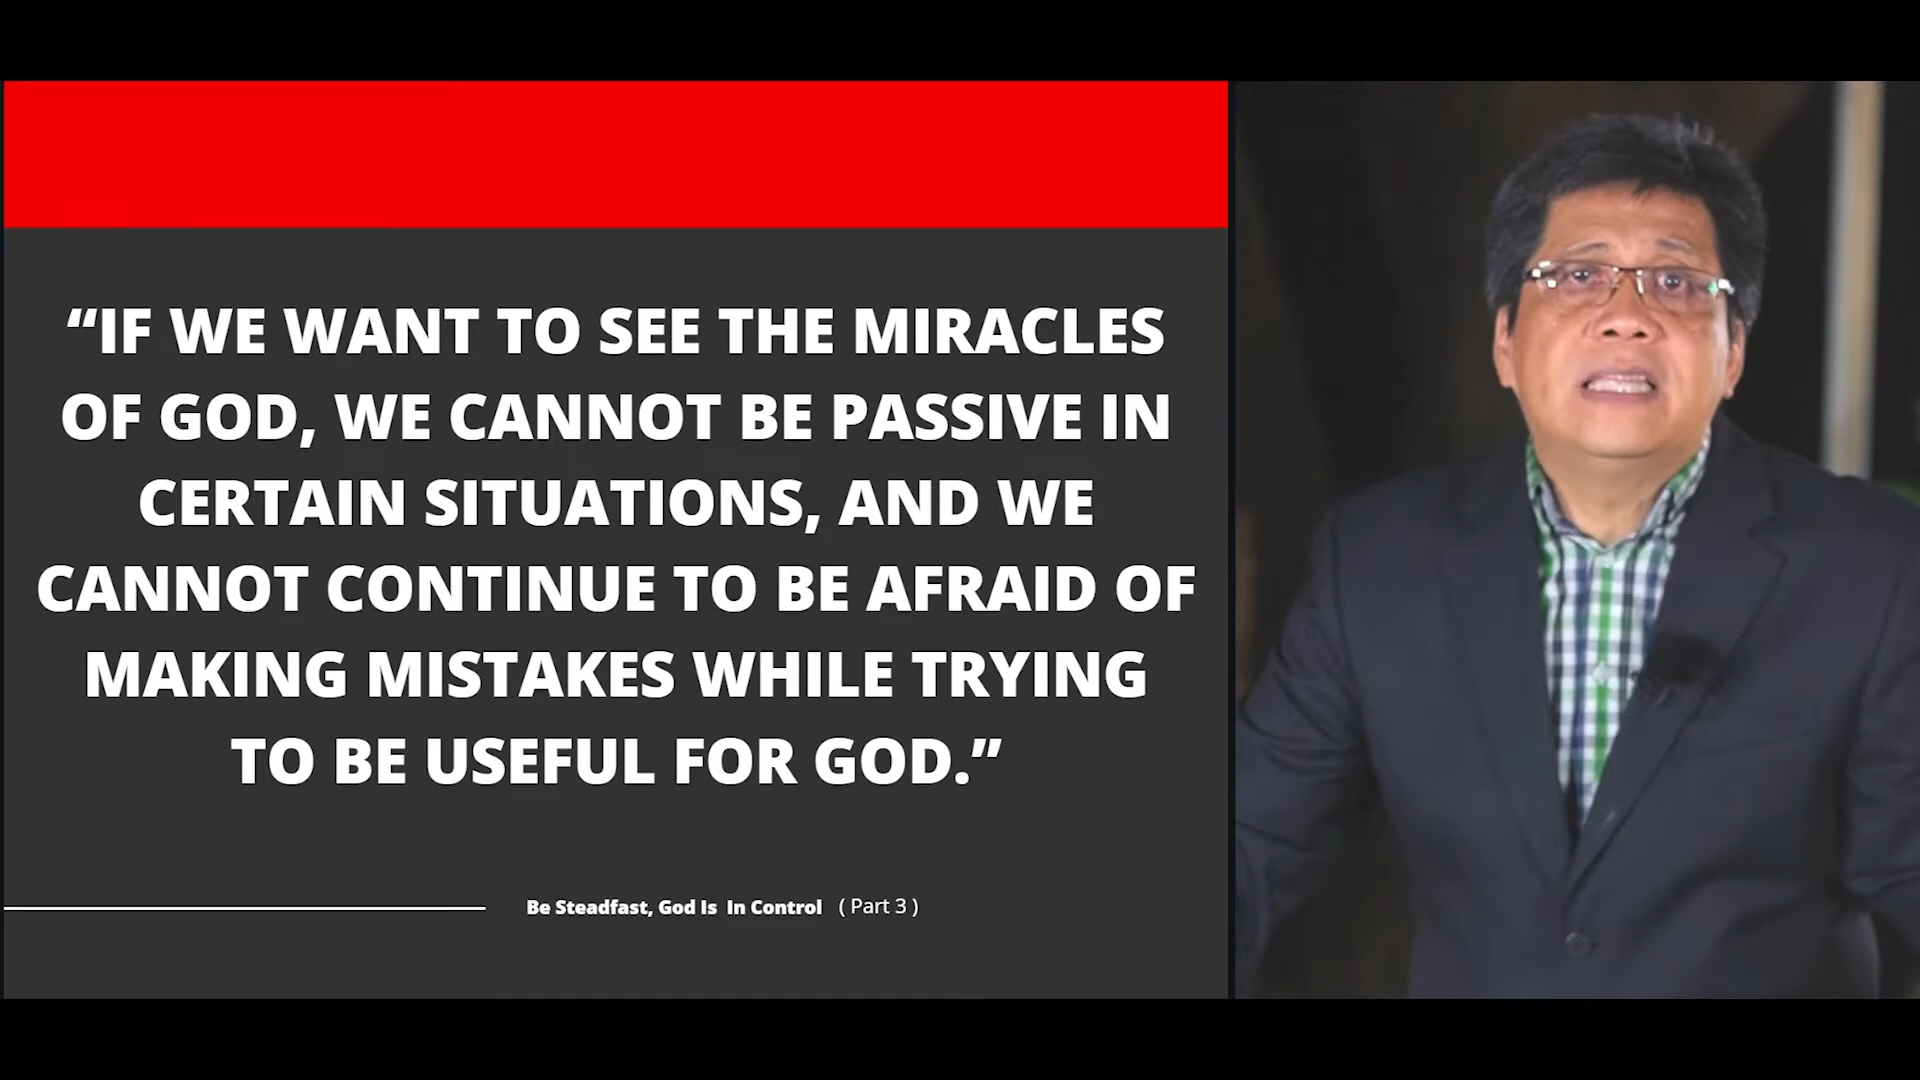 “IF WE WANT TO SEE THE MIRACLES
OF GOD, WE CANNOT BE PASSIVE IN
CERTAIN SITUATIONS, AND WE
CANNOT CONTINUE TO BE AFRAID OF
MAKING MISTAKES WHILE TRYING
TO BE USEFUL FOR GOD.”
Be Steadfast, God Is In Control ( Part 3 )